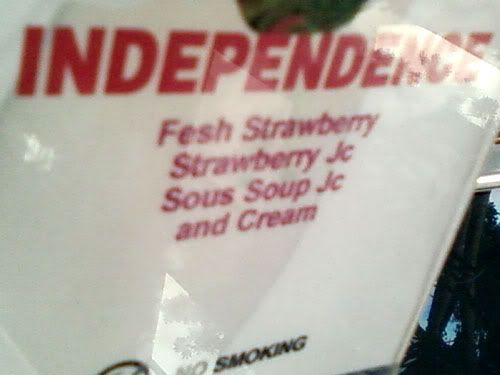 INDEPENDENCE
Fesh Strawberry
Strawberry Jc
Sous Soup Jc
and Cream
NO SMOKING